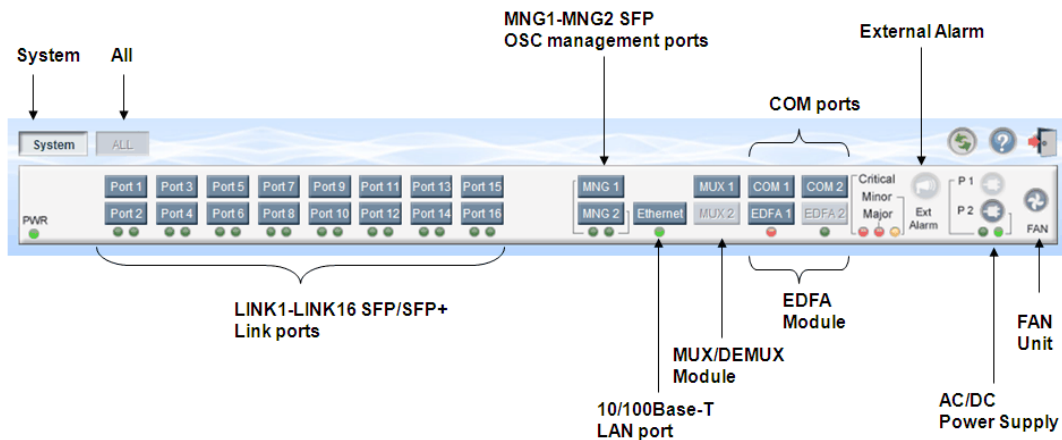 MNG1-MNG2 SFP
OSC management ports
External Alarm
System
All
COM ports
System
ALL
Port 1
Port 3
Port 5
Port 7
Port 9
Port 11
Port 13
Port 15
MNG 1
MUX 1
COM 1
COM 2
Critical
Minor
Major
P 1
Port 2
Port 4
Port 6
Port 8
Port 10
Port 12
Port 14
Port 16
MNG 2
Ethernet
MUX 2
EDFA 1
EDFA 2
Ext
Alarm
P 2
PWR
FAN
LINK1-LINK16 SFP/SFP+
Link ports
EDFA
Module
FAN
Unit
MUX/DEMUX
Module
10/100Base-T
LAN port
AC/DC
Power Supply